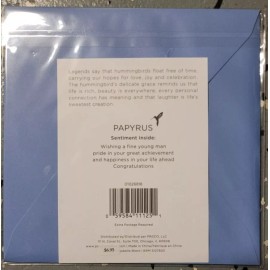 Legends say that hummingbirds float free of time,
carrying our hopes for love, joy and celebration.
The hummingbird's delicate grace reminds us that
life is rich, beauty is everywhere, every personal
connection has meaning and that laughter is life's
sweetest creation.
PAPYRUS
Sentiment Inside:
Wishing a fine young man
pride in your great achievement
and happiness in your life ahead
Congratulations
Extra Postage Required